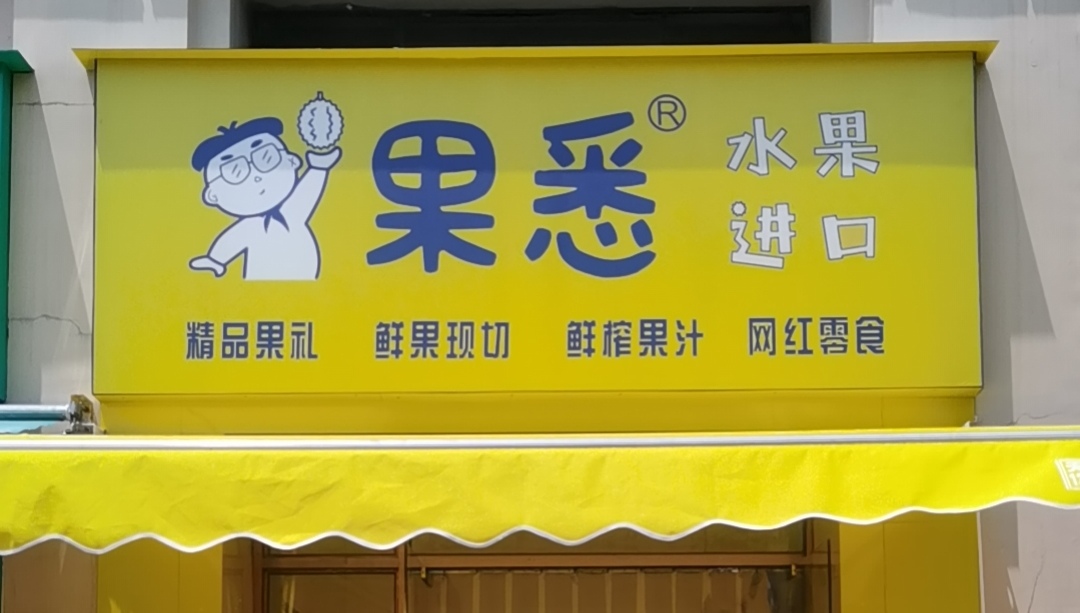 果悉®
水果
进口
精品果礼 鲜果现切 鲜榨果汁 网红零食